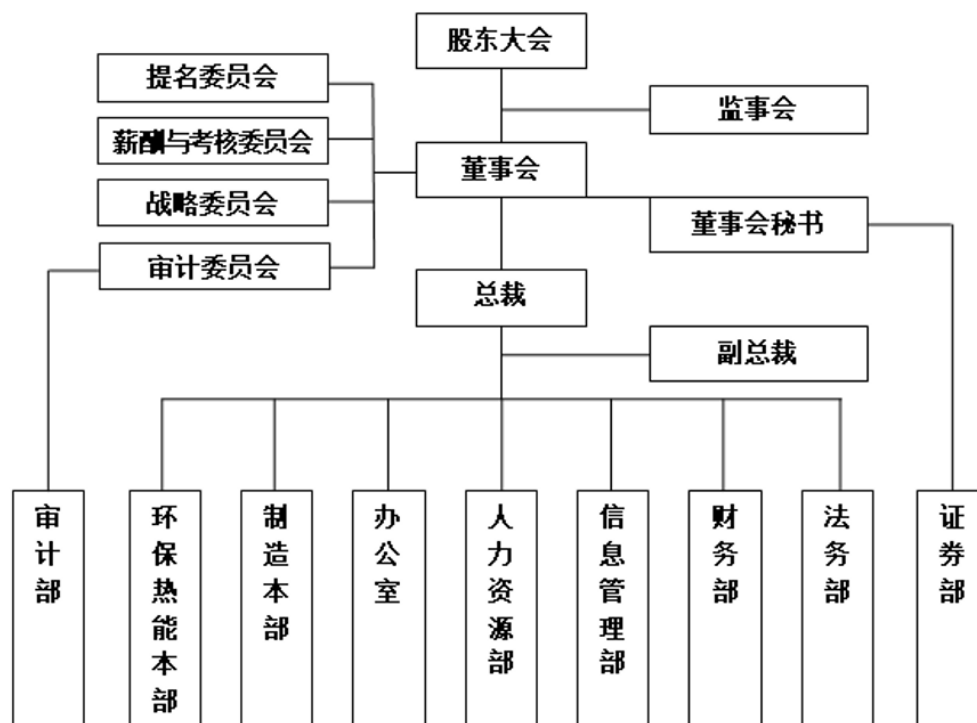 股东大会
提名委员会
监事会
薪酬与考核委员会
董事会
战略委员会
董事会秘书
审计委员会
总裁
副总裁
审计部
环保热能本部
制造本部
办公室
人力资源部
信息管理部
财务部
法务部
证券部